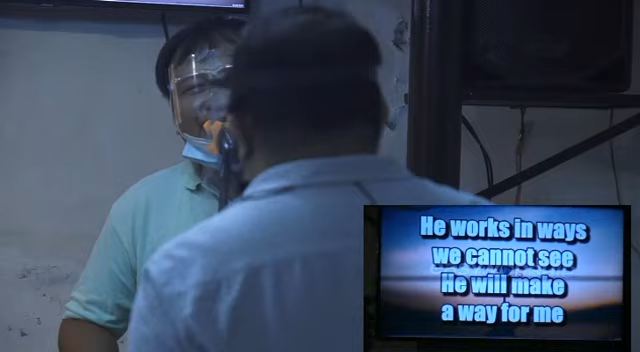 He works in ways
we cannot see
He will make
a way for me